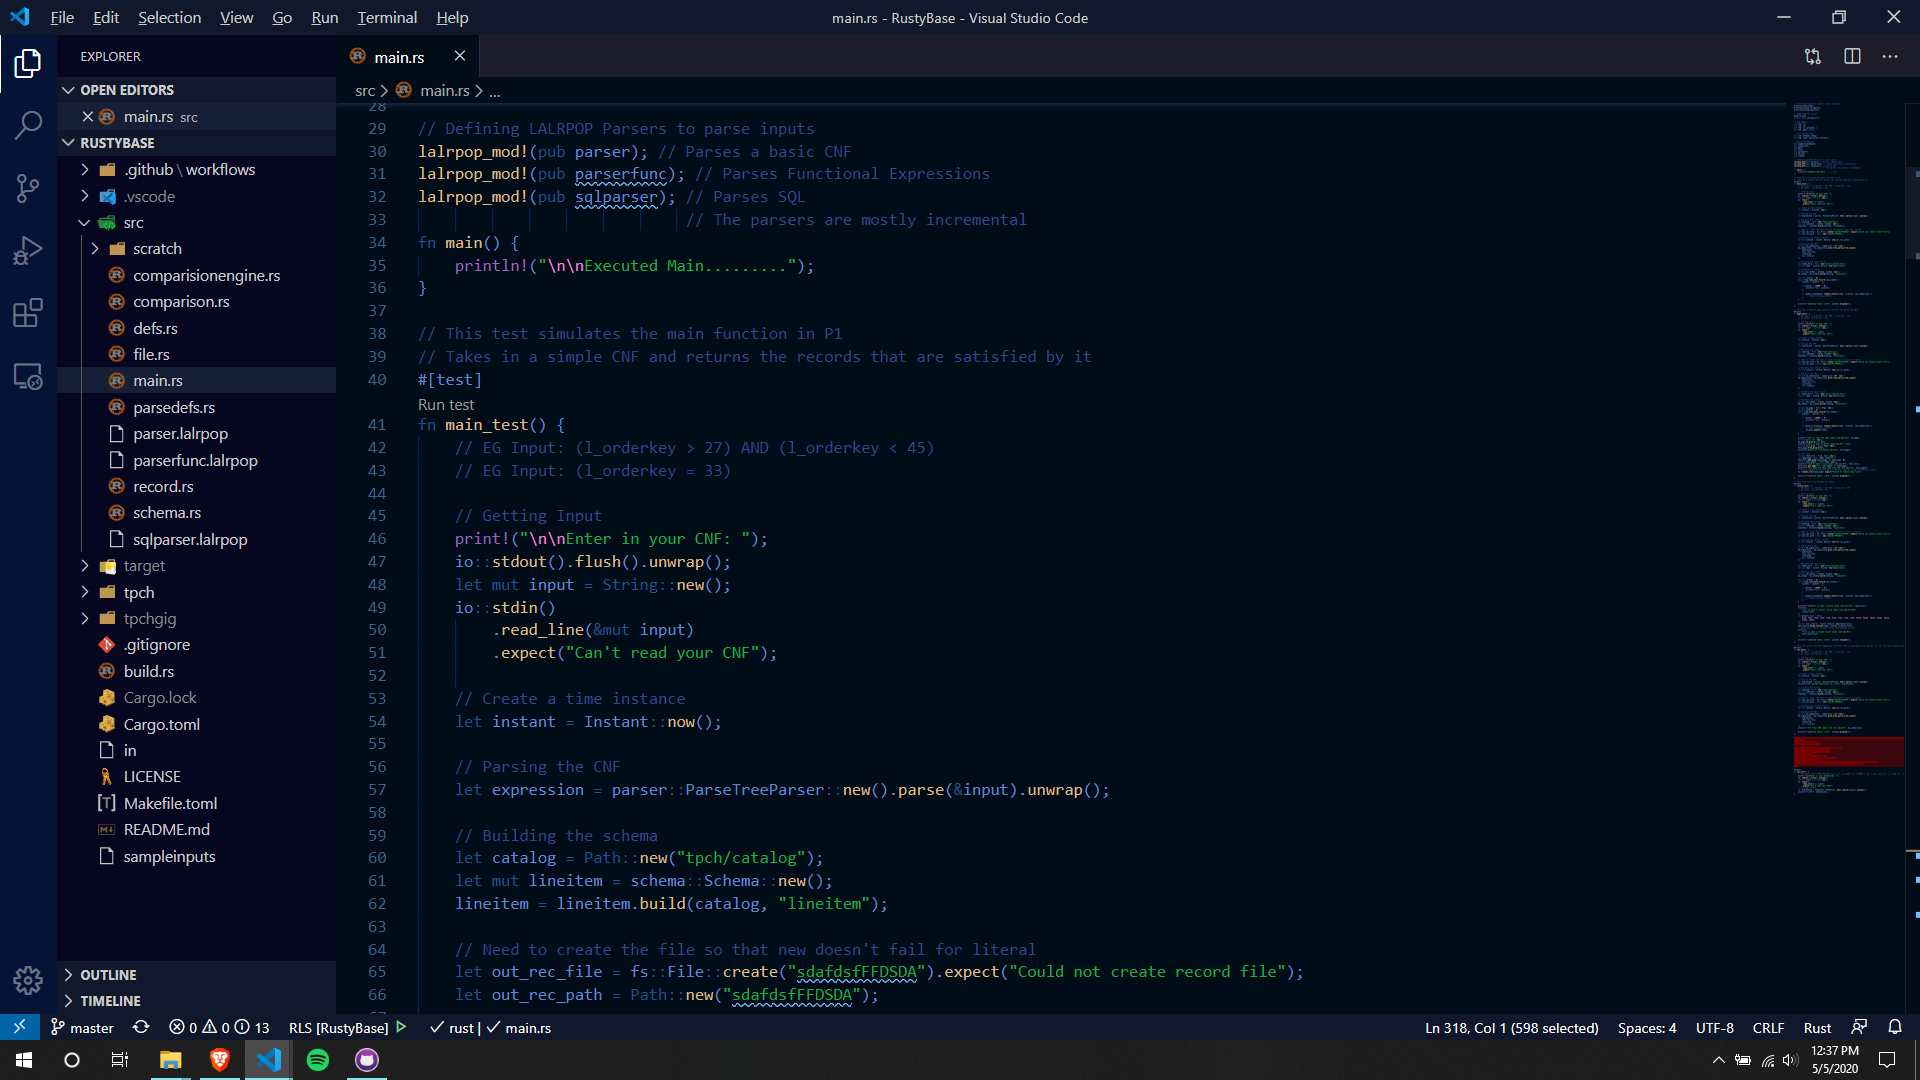 File Edit Selection View Go Run Terminal Help
main.rs - RustyBase - Visual Studio Code
EXPLORER
OPEN EDITORS
main.rs src
RUSTYBASE
.github \ workflows
.vscode
src
scratch
comparisionengine.rs
comparison.rs
defs.rs
file.rs
main.rs
parsedefs.rs
parser.lalrpop
parserfunc.lalrpop
record.rs
schema.rs
sqlparser.lalrpop
target
tpch
tpchgig
.gitignore
build.rs
Cargo.lock
Cargo.toml
in
LICENSE
Makefile.toml
README.md
sampleinputs
OUTLINE
TIMELINE
main.rs
src > main.rs > ...
28
29 // Defining LALRPOP Parsers to parse inputs
30 lalrpop_mod!(pub parser); // Parses a basic CNF
31 lalrpop_mod!(pub parserfunc); // Parses Functional Expressions
32 lalrpop_mod!(pub sqlparser); // Parses SQL
33 // The parsers are mostly incremental
34 fn main() {
35 println!("\n\nExecuted Main.........");
36 }
37
38 // This test simulates the main function in P1
39 // Takes in a simple CNF and returns the records that are satisfied by it
40 #[test]
Run test
41 fn main_test() {
42 // EG Input: (l_orderkey > 27) AND (l_orderkey < 45)
43 // EG Input: (l_orderkey = 33)
44
45 // Getting Input
46 print!("\n\nEnter in your CNF: ");
47 io::stdout().flush().unwrap();
48 let mut input = String::new();
49 io::stdin()
50 .read_line(&mut input)
51 .expect("Can't read your CNF");
52
53 // Create a time instance
54 let instant = Instant::now();
55
56 // Parsing the CNF
57 let expression = parser::ParseTreeParser::new().parse(&input).unwrap();
58
59 // Building the schema
60 let catalog = Path::new("tpch/catalog");
61 let mut lineitem = schema::Schema::new();
62 lineitem = lineitem.build(catalog, "lineitem");
63
64 // Need to create the file so that new doesn't fail for literal
65 let out_rec_file = fs::File::create("sdafdsfFFDSDA").expect("Could not create record file");
66 let out_rec_path = Path::new("sdafdsfFFDSDA");
master 0 0 13 RLS [RustyBase] rust | main.rs
Ln 318, Col 1 (598 selected) Spaces: 4 UTF-8 CRLF Rust
12:37 PM
5/5/2020